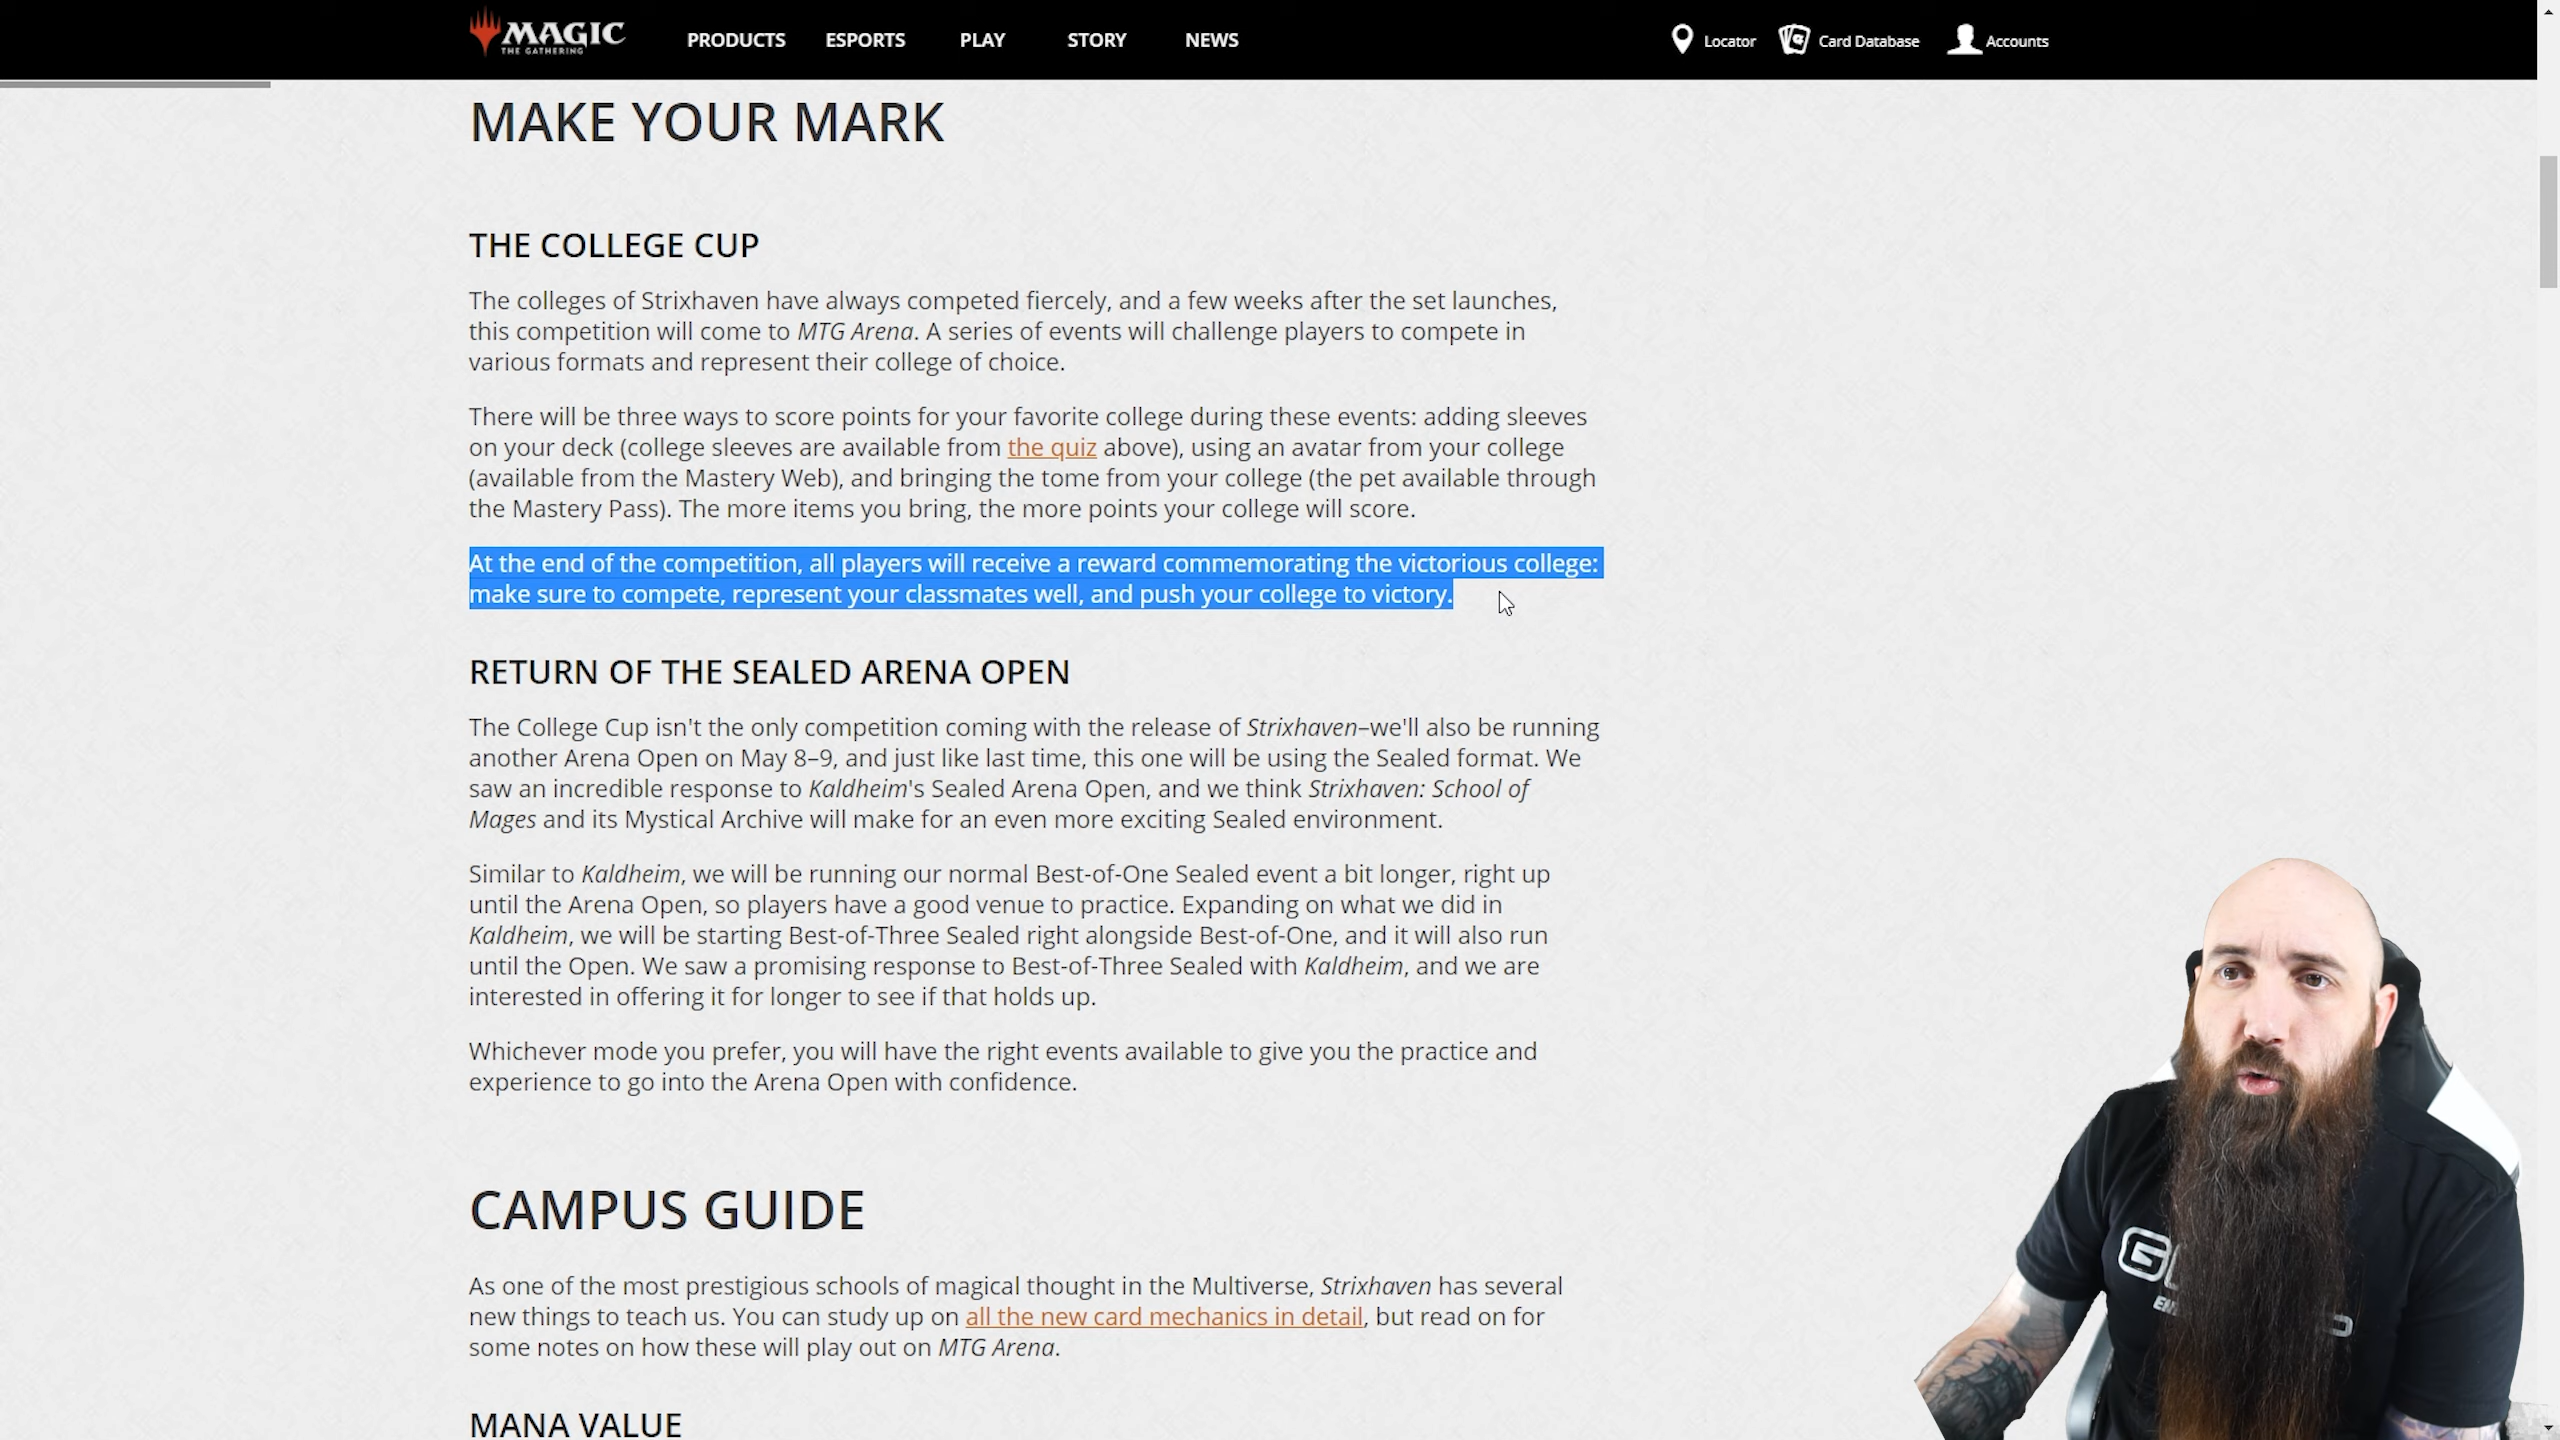 MAGIC
THE GATHERING
PRODUCTS
ESPORTS
PLAY
STORY
NEWS
Locator
Card Database
Accounts
MAKE YOUR MARK
THE COLLEGE CUP
The colleges of Strixhaven have always competed fiercely, and a few weeks after the set launches,
this competition will come to MTG Arena. A series of events will challenge players to compete in
various formats and represent their college of choice.
There will be three ways to score points for your favorite college during these events: adding sleeves
on your deck (college sleeves are available from the quiz above), using an avatar from your college
(available from the Mastery Web), and bringing the tome from your college (the pet available through
the Mastery Pass). The more items you bring, the more points your college will score.
At the end of the competition, all players will receive a reward commemorating the victorious college:
make sure to compete, represent your classmates well, and push your college to victory.
RETURN OF THE SEALED ARENA OPEN
The College Cup isn't the only competition coming with the release of Strixhaven–we'll also be running
another Arena Open on May 8–9, and just like last time, this one will be using the Sealed format. We
saw an incredible response to Kaldheim's Sealed Arena Open, and we think Strixhaven: School of
Mages and its Mystical Archive will make for an even more exciting Sealed environment.
Similar to Kaldheim, we will be running our normal Best-of-One Sealed event a bit longer, right up
until the Arena Open, so players have a good venue to practice. Expanding on what we did in
Kaldheim, we will be starting Best-of-Three Sealed right alongside Best-of-One, and it will also run
until the Open. We saw a promising response to Best-of-Three Sealed with Kaldheim, and we are
interested in offering it for longer to see if that holds up.
Whichever mode you prefer, you will have the right events available to give you the practice and
experience to go into the Arena Open with confidence.
CAMPUS GUIDE
As one of the most prestigious schools of magical thought in the Multiverse, Strixhaven has several
new things to teach us. You can study up on all the new card mechanics in detail, but read on for
some notes on how these will play out on MTG Arena.
MANA VALUE